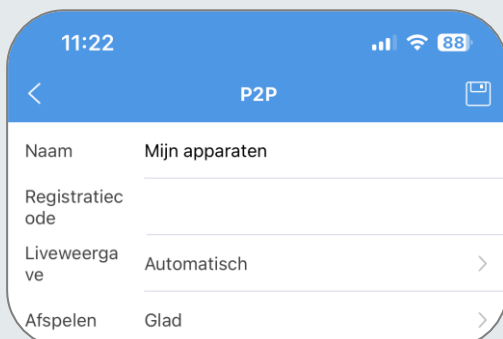 11:22 88
P2P
Naam Mijn apparaten
Registratiec
ode
Liveweerga
ve Automatisch
Afspelen Glad